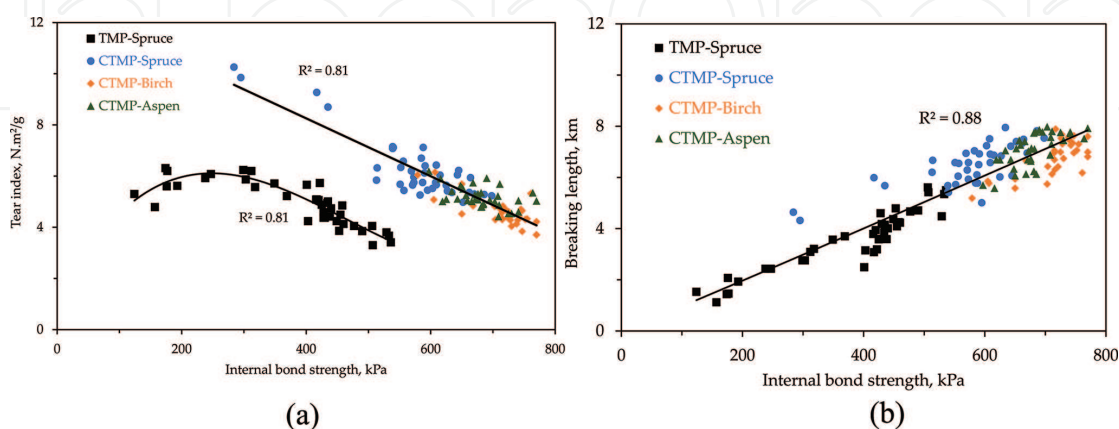 12
8
4
0
Tear index, N.m²/g
TMP-Spruce
CTMP-Spruce
CTMP-Birch
CTMP-Aspen
R² = 0.81
R² = 0.81
0 200 400 600 800
Internal bond strength, kPa
(a)
12
8
4
0
Breaking length, km
TMP-Spruce
CTMP-Spruce
CTMP-Birch
CTMP-Aspen
R² = 0.88
0 200 400 600 800
Internal bond strength, kPa
(b)